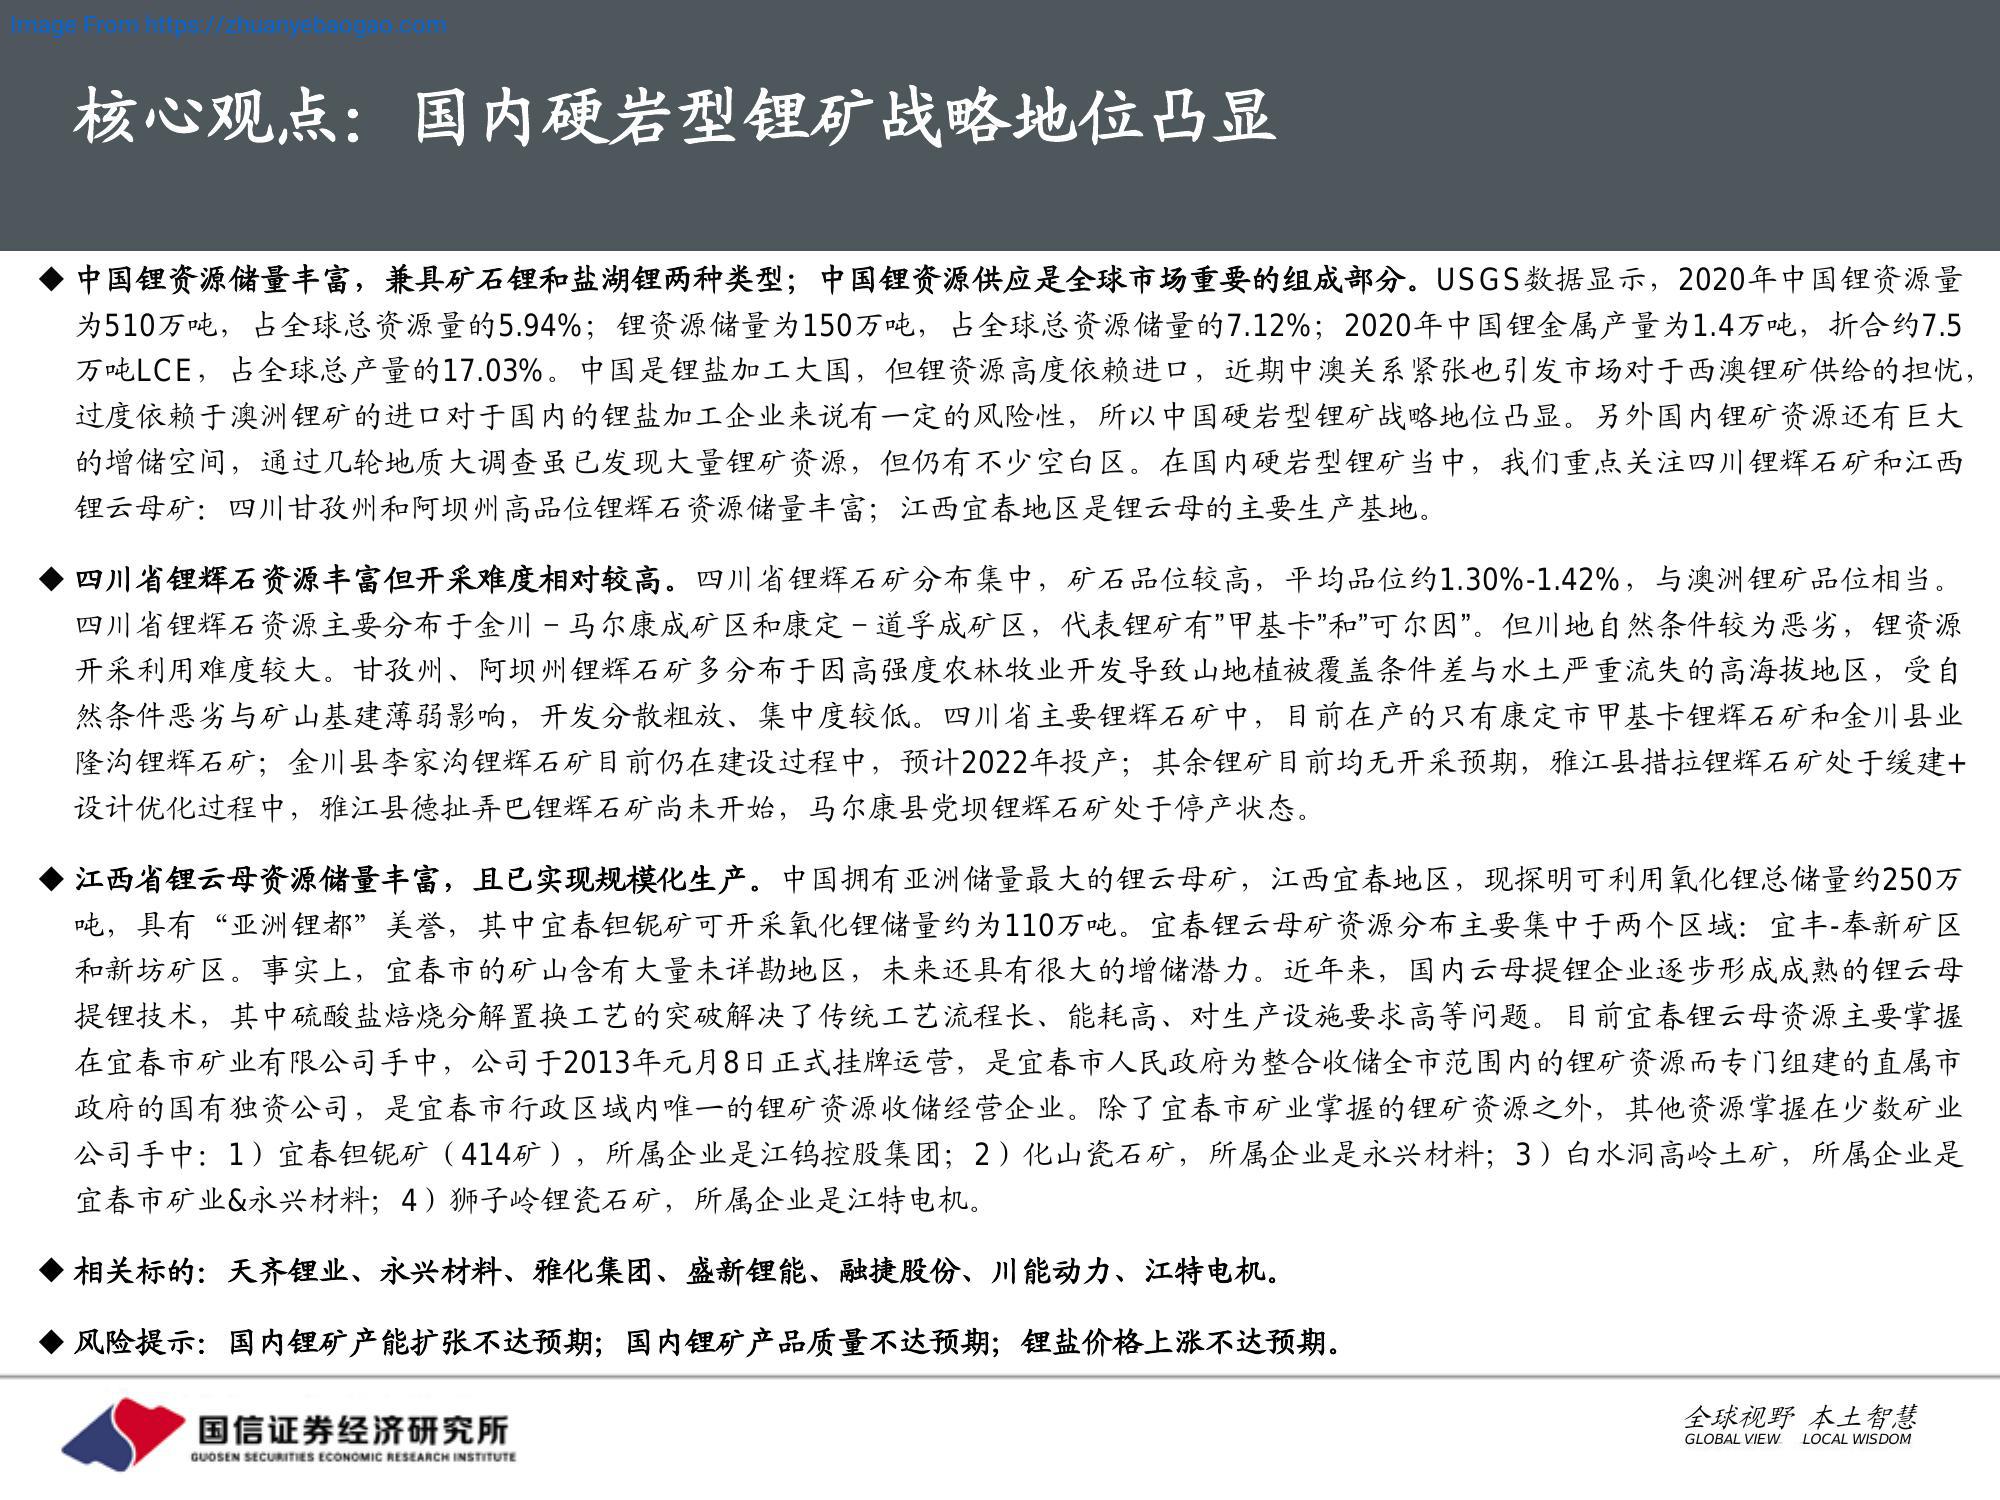 Image From https://zhuanyebaogao.com
核心观点：国内硬岩型锂矿战略地位凸显
◆ 中国锂资源储量丰富，兼具矿石锂和盐湖锂两种类型；中国锂资源供应是全球市场重要的组成部分。USGS数据显示，2020年中国锂资源量
为510万吨，占全球总资源量的5.94%；锂资源储量为150万吨，占全球总资源储量的7.12%；2020年中国锂金属产量为1.4万吨，折合约7.5
万吨LCE，占全球总产量的17.03%。中国是锂盐加工大国，但锂资源高度依赖进口，近期中澳关系紧张也引发市场对于西澳锂矿供给的担忧，
过度依赖于澳洲锂矿的进口对于国内的锂盐加工企业来说有一定的风险性，所以中国硬岩型锂矿战略地位凸显。另外国内锂矿资源还有巨大
的增储空间，通过几轮地质大调查虽已发现大量锂矿资源，但仍有不少空白区。在国内硬岩型锂矿当中，我们重点关注四川锂辉石矿和江西
锂云母矿：四川甘孜州和阿坝州高品位锂辉石资源储量丰富；江西宜春地区是锂云母的主要生产基地。
◆ 四川省锂辉石资源丰富但开采难度相对较高。四川省锂辉石矿分布集中，矿石品位较高，平均品位约1.30%-1.42%，与澳洲锂矿品位相当。
四川省锂辉石资源主要分布于金川－马尔康成矿区和康定－道孚成矿区，代表锂矿有”甲基卡”和”可尔因”。但川地自然条件较为恶劣，锂资源
开采利用难度较大。甘孜州、阿坝州锂辉石矿多分布于因高强度农林牧业开发导致山地植被覆盖条件差与水土严重流失的高海拔地区，受自
然条件恶劣与矿山基建薄弱影响，开发分散粗放、集中度较低。四川省主要锂辉石矿中，目前在产的只有康定市甲基卡锂辉石矿和金川县业
隆沟锂辉石矿；金川县李家沟锂辉石矿目前仍在建设过程中，预计2022年投产；其余锂矿目前均无开采预期，雅江县措拉锂辉石矿处于缓建+
设计优化过程中，雅江县德扯弄巴锂辉石矿尚未开始，马尔康县党坝锂辉石矿处于停产状态。
◆ 江西省锂云母资源储量丰富，且已实现规模化生产。中国拥有亚洲储量最大的锂云母矿，江西宜春地区，现探明可利用氧化锂总储量约250万
吨，具有“亚洲锂都”美誉，其中宜春钽铌矿可开采氧化锂储量约为110万吨。宜春锂云母矿资源分布主要集中于两个区域：宜丰-奉新矿区
和新坊矿区。事实上，宜春市的矿山含有大量未详勘地区，未来还具有很大的增储潜力。近年来，国内云母提锂企业逐步形成成熟的锂云母
提锂技术，其中硫酸盐焙烧分解置换工艺的突破解决了传统工艺流程长、能耗高、对生产设施要求高等问题。目前宜春锂云母资源主要掌握
在宜春市矿业有限公司手中，公司于2013年元月8日正式挂牌运营，是宜春市人民政府为整合收储全市范围内的锂矿资源而专门组建的直属市
政府的国有独资公司，是宜春市行政区域内唯一的锂矿资源收储经营企业。除了宜春市矿业掌握的锂矿资源之外，其他资源掌握在少数矿业
公司手中：1）宜春钽铌矿（414矿），所属企业是江钨控股集团；2）化山瓷石矿，所属企业是永兴材料；3）白水洞高岭土矿，所属企业是
宜春市矿业&永兴材料；4）狮子岭锂瓷石矿，所属企业是江特电机。
◆ 相关标的：天齐锂业、永兴材料、雅化集团、盛新锂能、融捷股份、川能动力、江特电机。
◆ 风险提示：国内锂矿产能扩张不达预期；国内锂矿产品质量不达预期；锂盐价格上涨不达预期。
国信证券经济研究所
GUOSEN SECURITIES ECONOMIC RESEARCH INSTITUTE
全球视野 本土智慧
GLOBAL VIEW LOCAL WISDOM